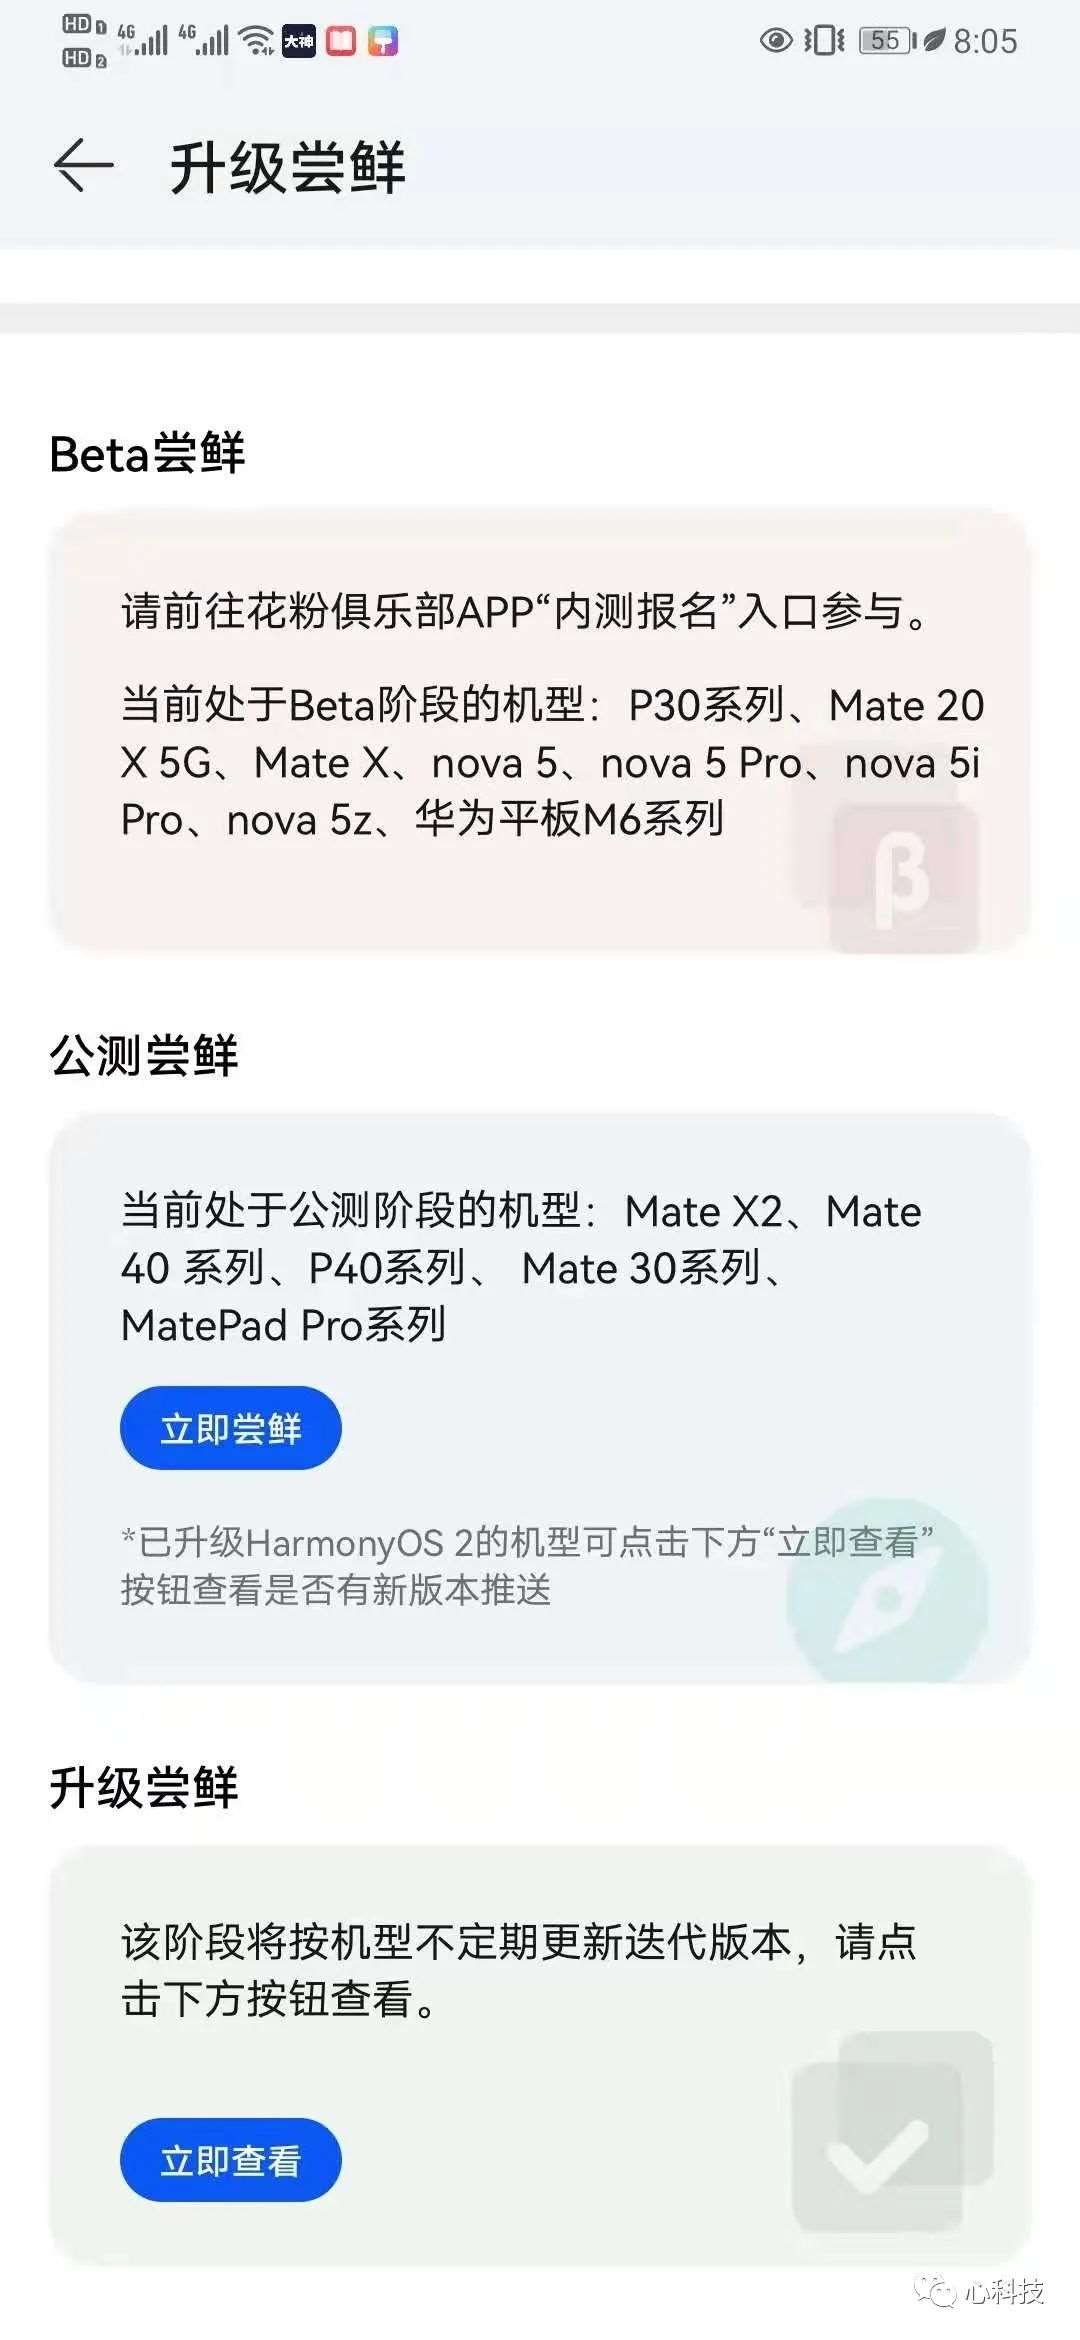 HD 1 4G 4G 大神 55 8:05
HD 2
升级尝鲜
Beta尝鲜
请前往花粉俱乐部APP“内测报名”入口参与。
当前处于Beta阶段的机型：P30系列、Mate 20
X 5G、Mate X、nova 5、nova 5 Pro、nova 5i
Pro、nova 5z、华为平板M6系列
β
公测尝鲜
当前处于公测阶段的机型：Mate X2、Mate
40 系列、P40系列、 Mate 30系列、
MatePad Pro系列
立即尝鲜
*已升级HarmonyOS 2的机型可点击下方“立即查看”
按钮查看是否有新版本推送
升级尝鲜
该阶段将按机型不定期更新迭代版本，请点
击下方按钮查看。
立即查看
心科技